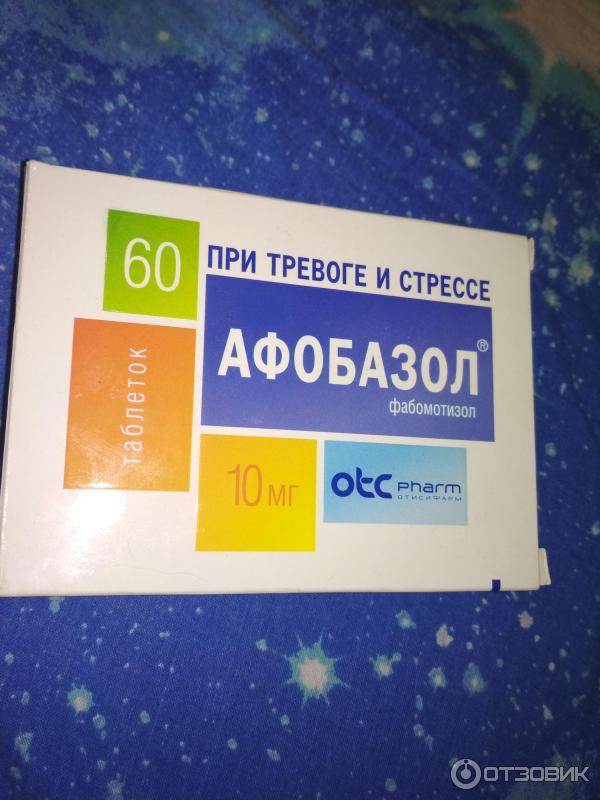 60
таблеток
ПРИ ТРЕВОГЕ И СТРЕССЕ
АФОБАЗОЛ®
фабомотизол
10 мг
otc pharm
ОТИСИФАРМ
ОТЗОВИК